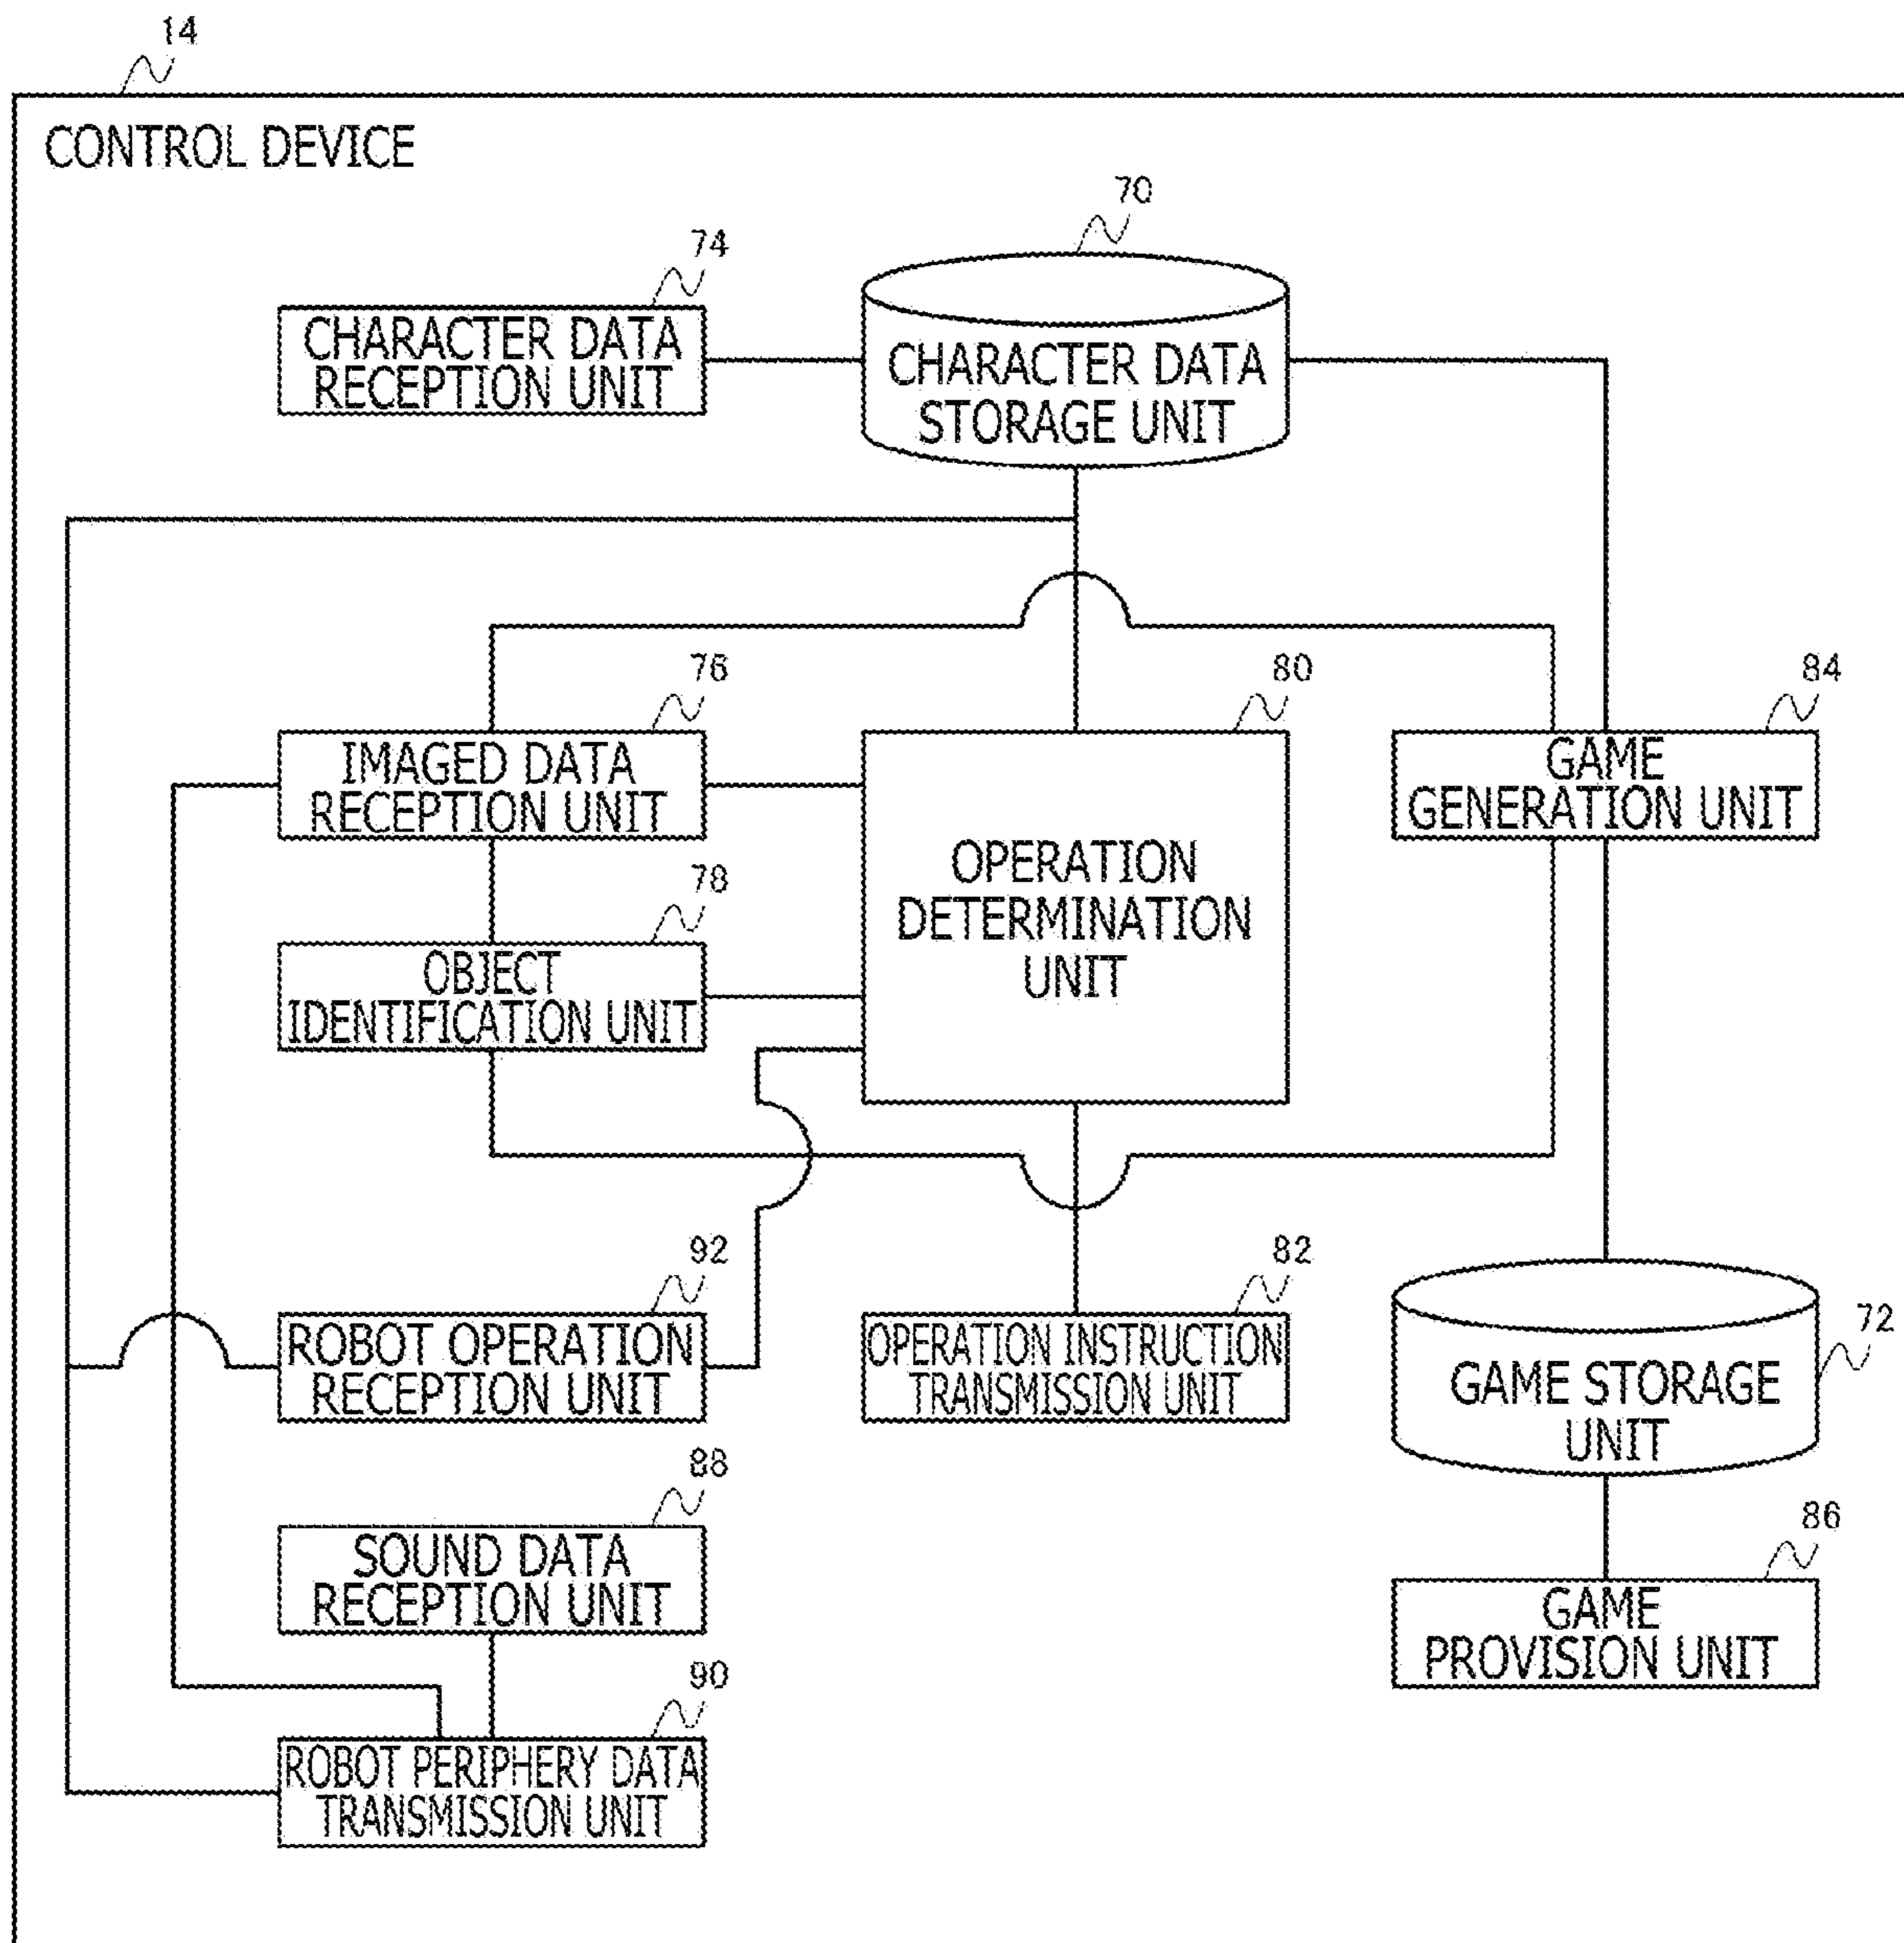 14
CONTROL DEVICE
70
74
CHARACTER DATA
RECEPTION UNIT
CHARACTER DATA
STORAGE UNIT
76
80
84
IMAGED DATA
RECEPTION UNIT
GAME
GENERATION UNIT
OPERATION
DETERMINATION
UNIT
78
OBJECT
IDENTIFICATION UNIT
92
82
ROBOT OPERATION
RECEPTION UNIT
OPERATION INSTRUCTION
TRANSMISSION UNIT
72
GAME STORAGE
UNIT
88
SOUND DATA
RECEPTION UNIT
86
GAME
PROVISION UNIT
90
ROBOT PERIPHERY DATA
TRANSMISSION UNIT